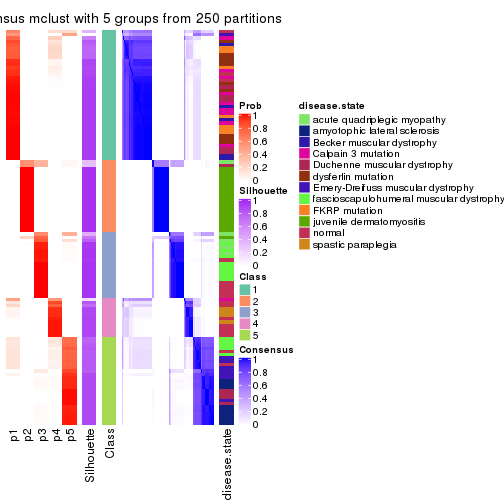 nsus mclust with 5 groups from 250 partitions
p1
p2
p3
p4
p5
Silhouette
Class
disease.state
Prob
1
0.8
0.6
0.4
0.2
0
Silhouette
1
0.8
0.6
0.4
0.2
0
Class
1
2
3
4
5
Consensus
1
0.8
0.6
0.4
0.2
0
disease.state
acute quadriplegic myopathy
amyotophic lateral sclerosis
Becker muscular dystrophy
Calpain 3 mutation
Duchenne muscular dystrophy
dysferlin mutation
Emery-Dreifuss muscular dystrophy
fascioscapulohumeral muscular dystrophy
FKRP mutation
juvenile dermatomyositis
normal
spastic paraplegia